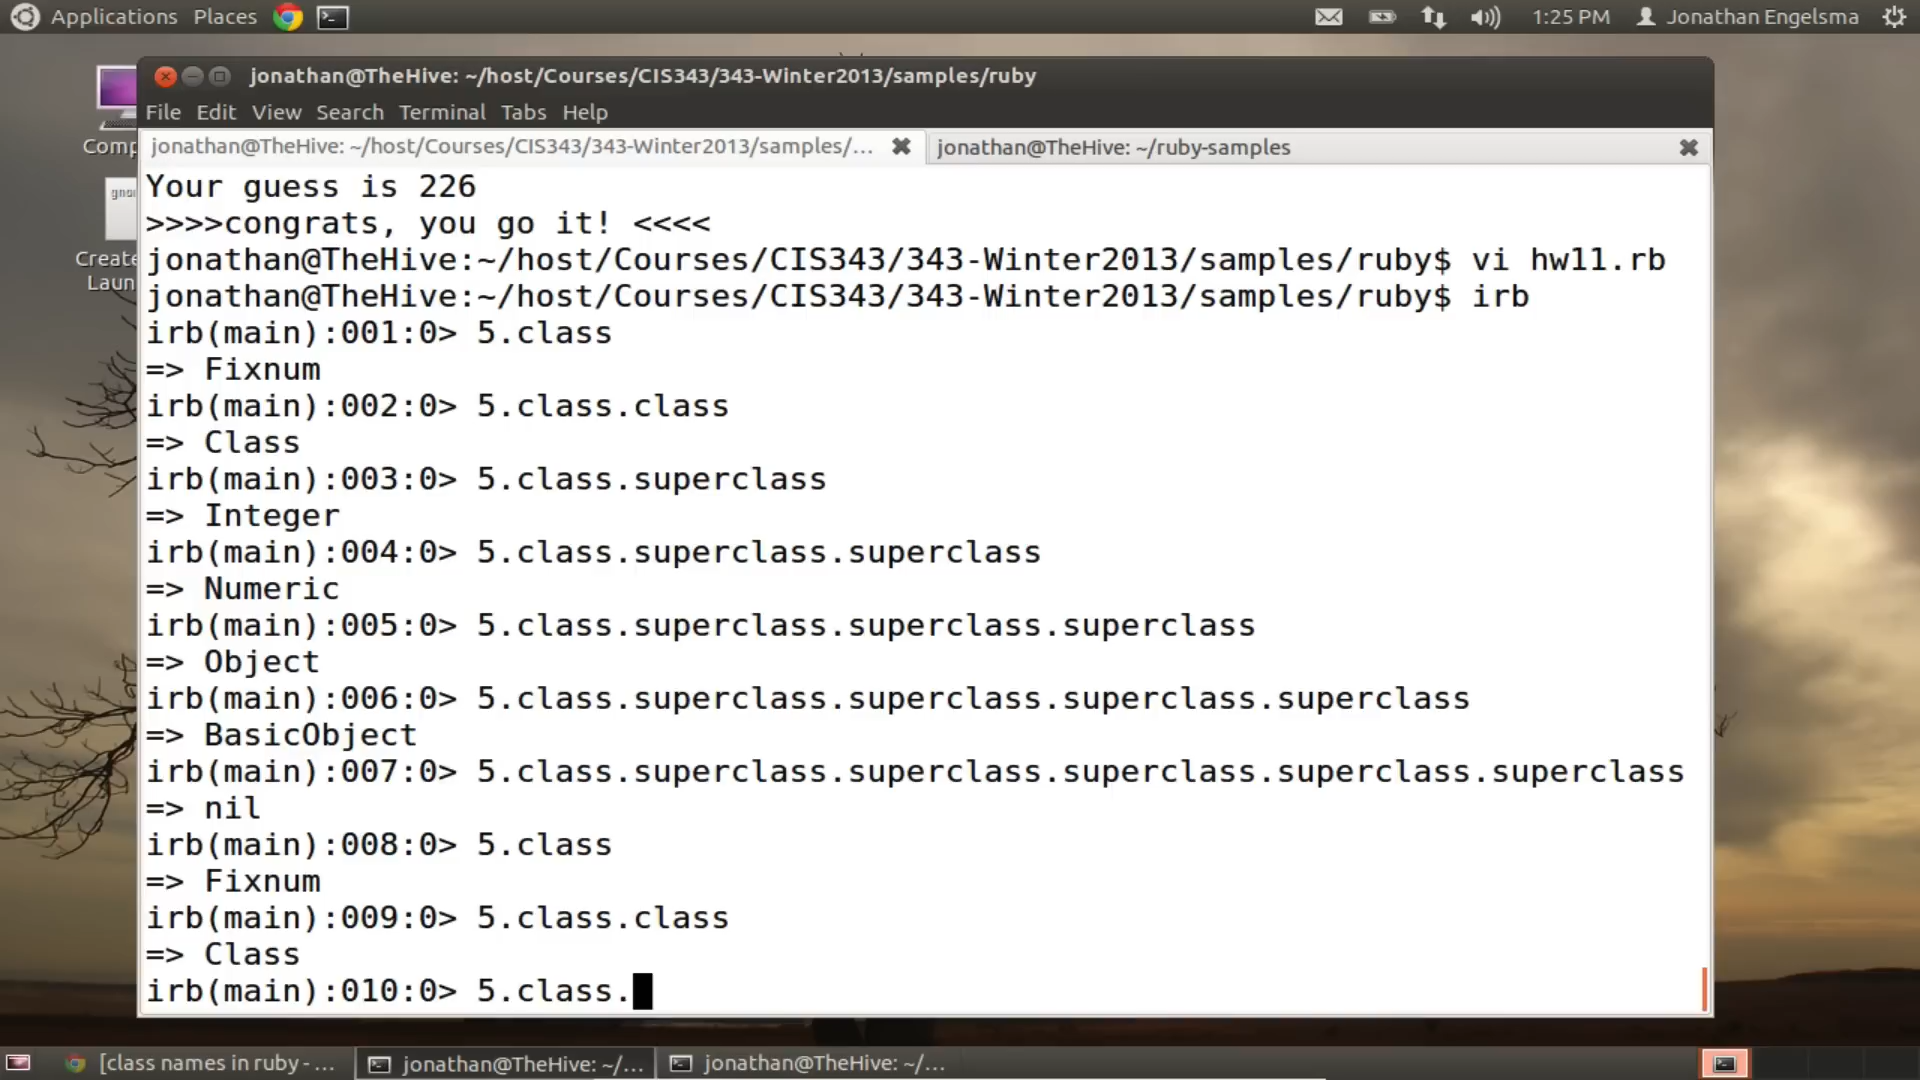 Applications Places 1:25 PM Jonathan Engelsma
jonathan@TheHive: ~/host/Courses/CIS343/343-Winter2013/samples/ruby
File Edit View Search Terminal Tabs Help
jonathan@TheHive: ~/host/Courses/CIS343/343-Winter2013/samples/... jonathan@TheHive: ~/ruby-samples
Comp
gno
Create
Laun
Your guess is 226
>>>>congrats, you go it! <<<<
jonathan@TheHive:~/host/Courses/CIS343/343-Winter2013/samples/ruby$ vi hw11.rb
jonathan@TheHive:~/host/Courses/CIS343/343-Winter2013/samples/ruby$ irb
irb(main):001:0> 5.class
=> Fixnum
irb(main):002:0> 5.class.class
=> Class
irb(main):003:0> 5.class.superclass
=> Integer
irb(main):004:0> 5.class.superclass.superclass
=> Numeric
irb(main):005:0> 5.class.superclass.superclass.superclass
=> Object
irb(main):006:0> 5.class.superclass.superclass.superclass.superclass
=> BasicObject
irb(main):007:0> 5.class.superclass.superclass.superclass.superclass.superclass
=> nil
irb(main):008:0> 5.class
=> Fixnum
irb(main):009:0> 5.class.class
=> Class
irb(main):010:0> 5.class.
[class names in ruby - ... jonathan@TheHive: ~/... jonathan@TheHive: ~/...